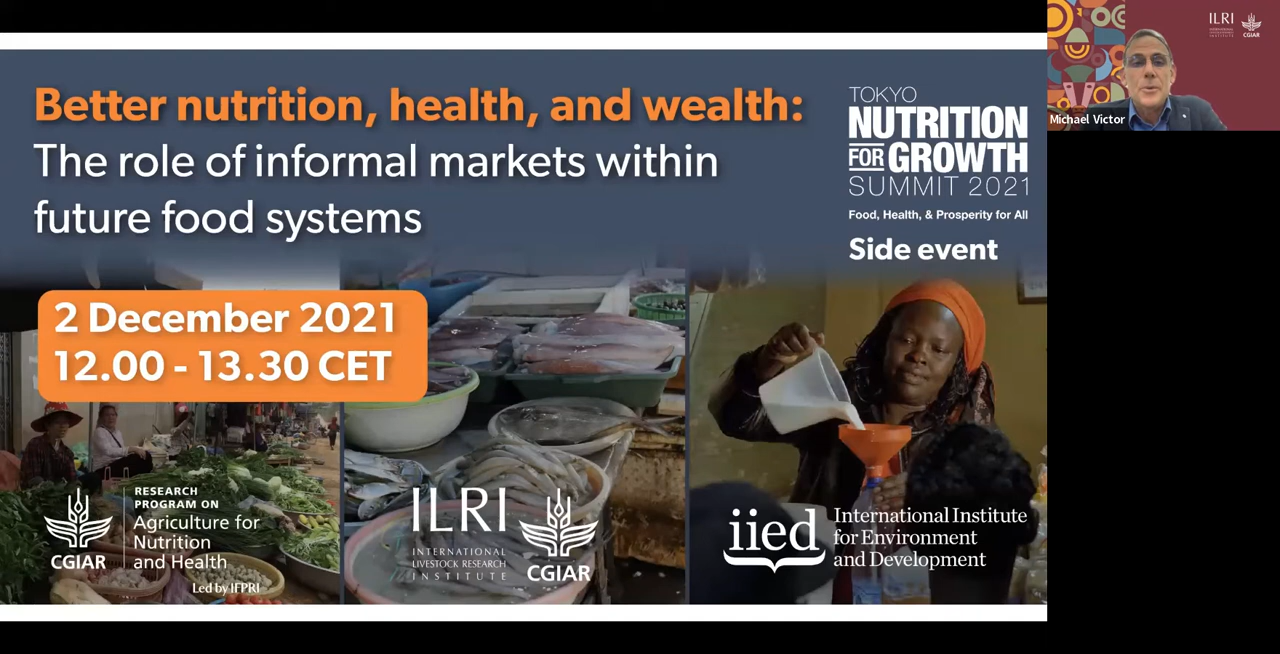 Better nutrition, health, and wealth:
The role of informal markets within
future food systems
TOKYO
NUTRITION
FOR GROWTH
SUMMIT 2021
Food, Health, & Prosperity for All
Side event
2 December 2021
12.00 - 13.30 CET
CGIAR
RESEARCH
PROGRAM ON
Agriculture for
Nutrition
and Health
Led by IFPRI
ILRI
INTERNATIONAL
LIVESTOCK RESEARCH
INSTITUTE
CGIAR
iied
International Institute
for Environment
and Development
ILRI
CGIAR
Michael Victor